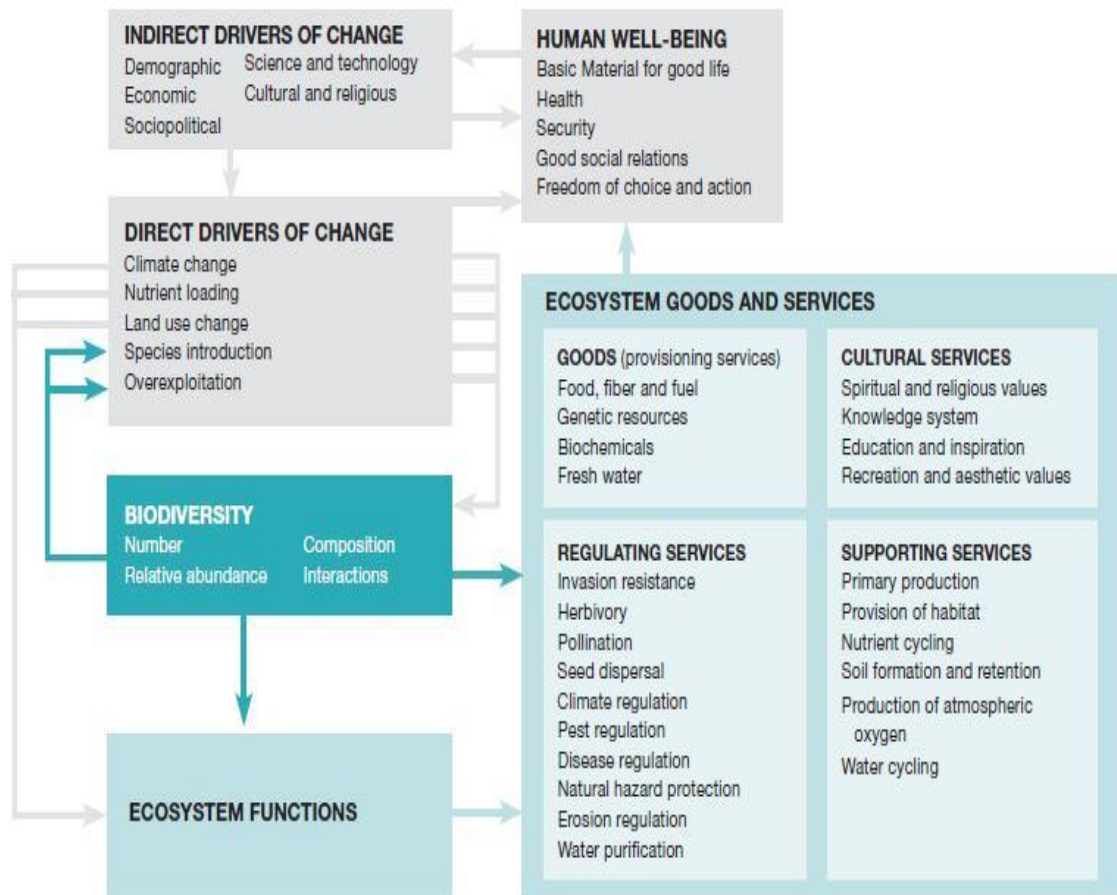 INDIRECT DRIVERS OF CHANGE
Demographic
Economic
Sociopolitical
Science and technology
Cultural and religious
HUMAN WELL-BEING
Basic Material for good life
Health
Security
Good social relations
Freedom of choice and action
DIRECT DRIVERS OF CHANGE
Climate change
Nutrient loading
Land use change
Species introduction
Overexploitation
BIODIVERSITY
Number
Relative abundance
Composition
Interactions
ECOSYSTEM FUNCTIONS
ECOSYSTEM GOODS AND SERVICES
GOODS (provisioning services)
Food, fiber and fuel
Genetic resources
Biochemicals
Fresh water
CULTURAL SERVICES
Spiritual and religious values
Knowledge system
Education and inspiration
Recreation and aesthetic values
REGULATING SERVICES
Invasion resistance
Herbivory
Pollination
Seed dispersal
Climate regulation
Pest regulation
Disease regulation
Natural hazard protection
Erosion regulation
Water purification
SUPPORTING SERVICES
Primary production
Provision of habitat
Nutrient cycling
Soil formation and retention
Production of atmospheric
oxygen
Water cycling